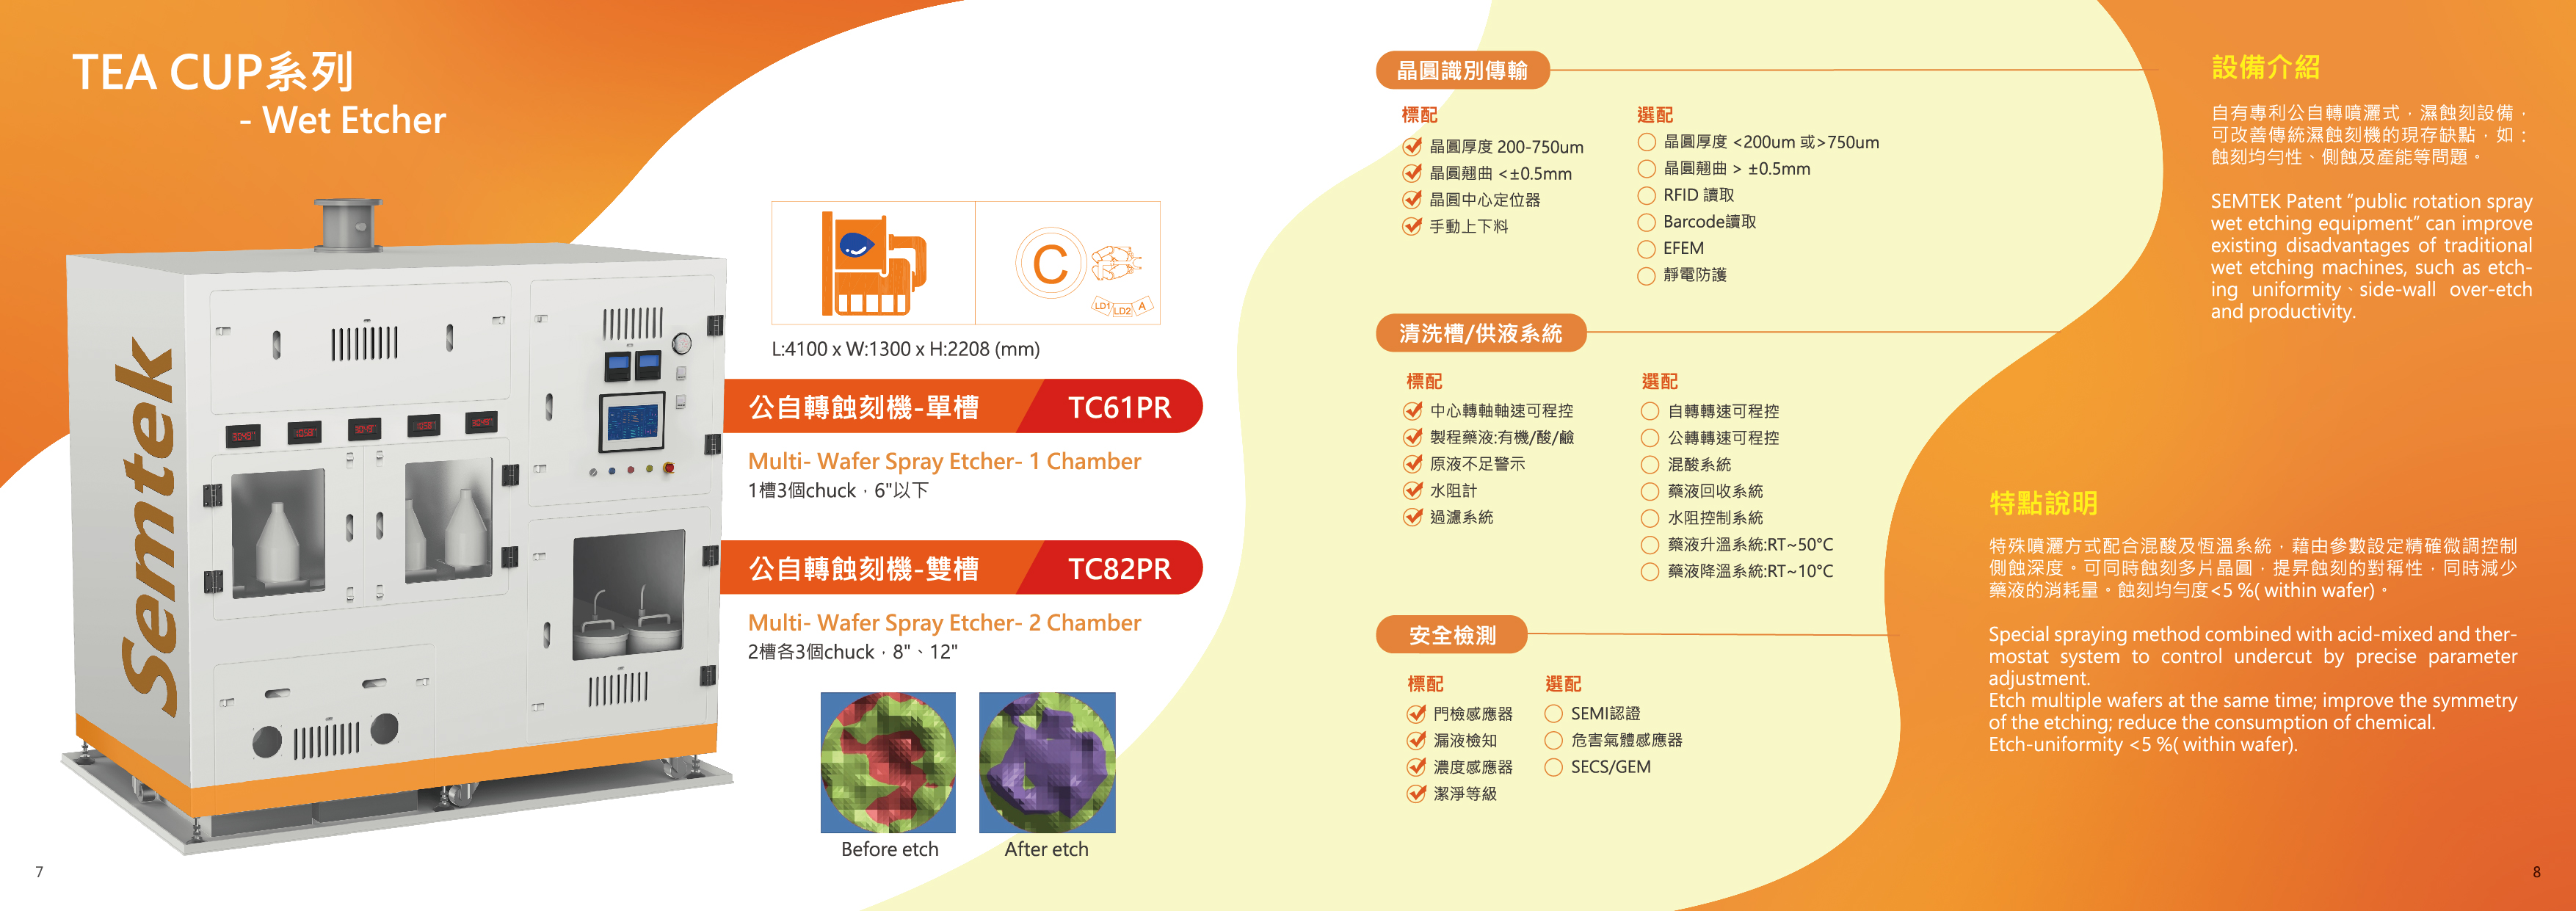 TEA CUP系列
- Wet Etcher
Semtek
C
LD1
LD2
A
L:4100 x W:1300 x H:2208 (mm)
公自轉蝕刻機-單槽
TC61PR
Multi- Wafer Spray Etcher- 1 Chamber
1槽3個chuck，6"以下
公自轉蝕刻機-雙槽
TC82PR
Multi- Wafer Spray Etcher- 2 Chamber
2槽各3個chuck，8"、12"
Before etch
After etch
7
晶圓識別傳輸
標配
晶圓厚度 200-750um
晶圓翹曲 <±0.5mm
晶圓中心定位器
手動上下料
選配
晶圓厚度 <200um 或>750um
晶圓翹曲 > ±0.5mm
RFID 讀取
Barcode讀取
EFEM
靜電防護
清洗槽/供液系統
標配
中心轉軸軸速可程控
製程藥液:有機/酸/鹼
原液不足警示
水阻計
過濾系統
選配
自轉轉速可程控
公轉轉速可程控
混酸系統
藥液回收系統
水阻控制系統
藥液升溫系統:RT~50°C
藥液降溫系統:RT~10°C
安全檢測
標配
門檢感應器
漏液檢知
濃度感應器
潔淨等級
選配
SEMI認證
危害氣體感應器
SECS/GEM
設備介紹
自有專利公自轉噴灑式，濕蝕刻設備，
可改善傳統濕蝕刻機的現存缺點，如：
蝕刻均勻性、側蝕及產能等問題。
SEMTEK Patent "public rotation spray
wet etching equipment" can improve
existing disadvantages of traditional
wet etching machines, such as etch-
ing uniformity、side-wall over-etch
and productivity.
特點說明
特殊噴灑方式配合混酸及恆溫系統，藉由參數設定精確微調控制
側蝕深度。可同時蝕刻多片晶圓，提昇蝕刻的對稱性，同時減少
藥液的消耗量。蝕刻均勻度<5 %( within wafer)。
Special spraying method combined with acid-mixed and ther-
mostat system to control undercut by precise parameter
adjustment.
Etch multiple wafers at the same time; improve the symmetry
of the etching; reduce the consumption of chemical.
Etch-uniformity <5 %( within wafer).
8